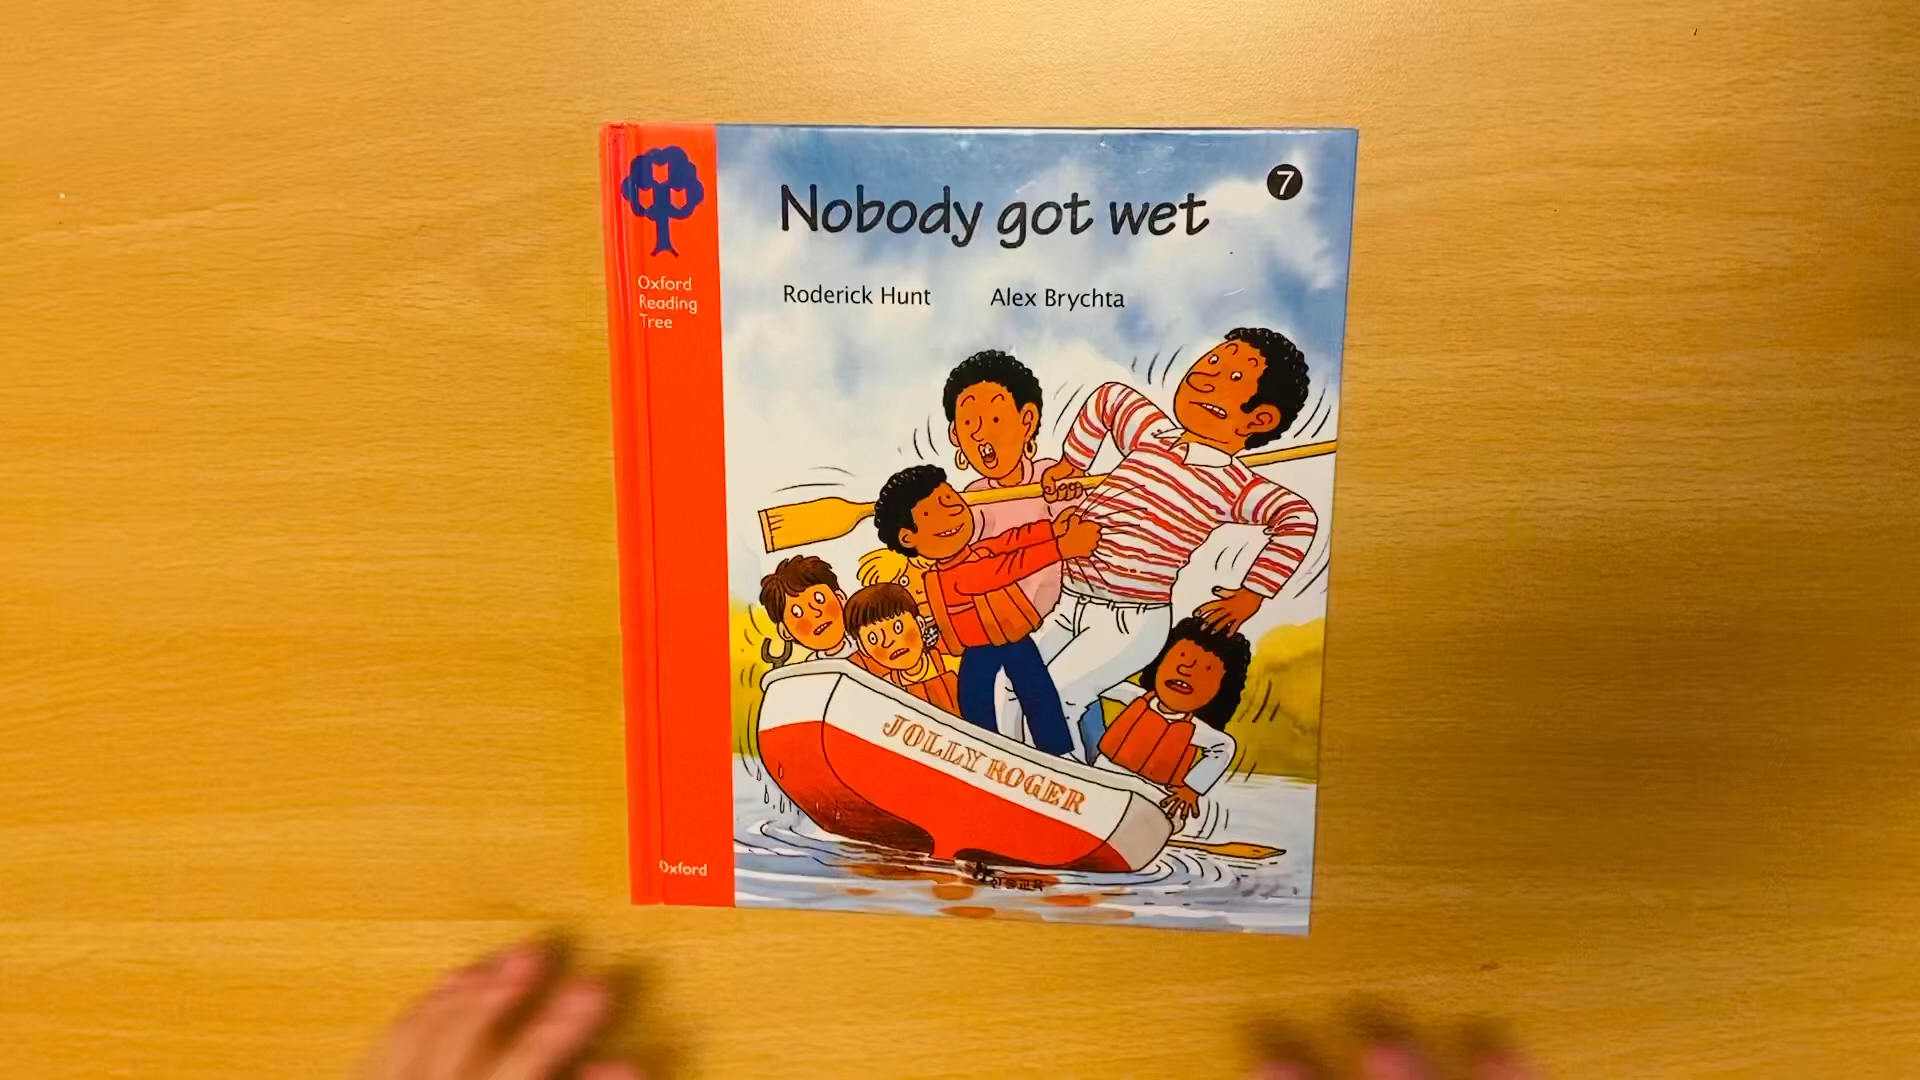 Nobody got wet
7
Roderick Hunt Alex Brychta
Oxford
Reading
Tree
JOLLY ROGER
Oxford